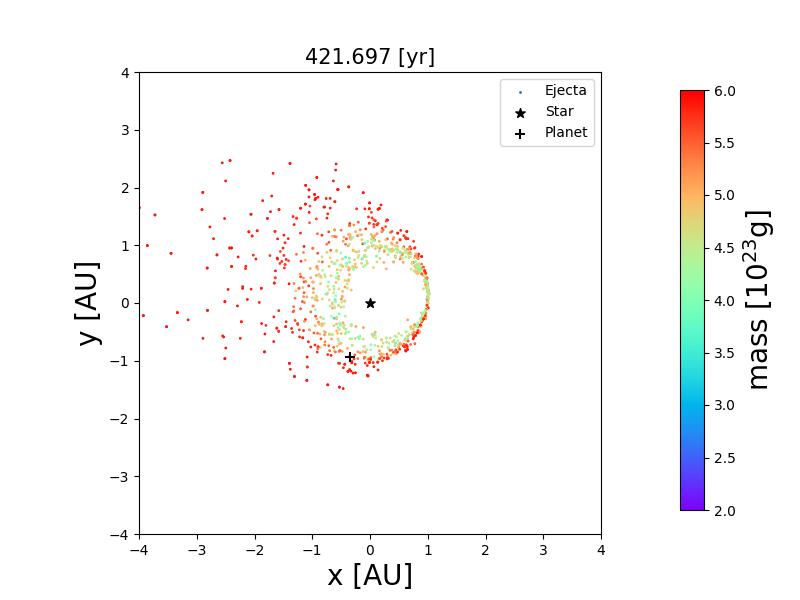 421.697 [yr]
Ejecta
Star
Planet
4
3
2
1
0
−1
−2
−3
−4
y [AU]
−4 −3 −2 −1 0 1 2 3 4
x [AU]
6.0
5.5
5.0
4.5
4.0
3.5
3.0
2.5
2.0
mass [10²³g]